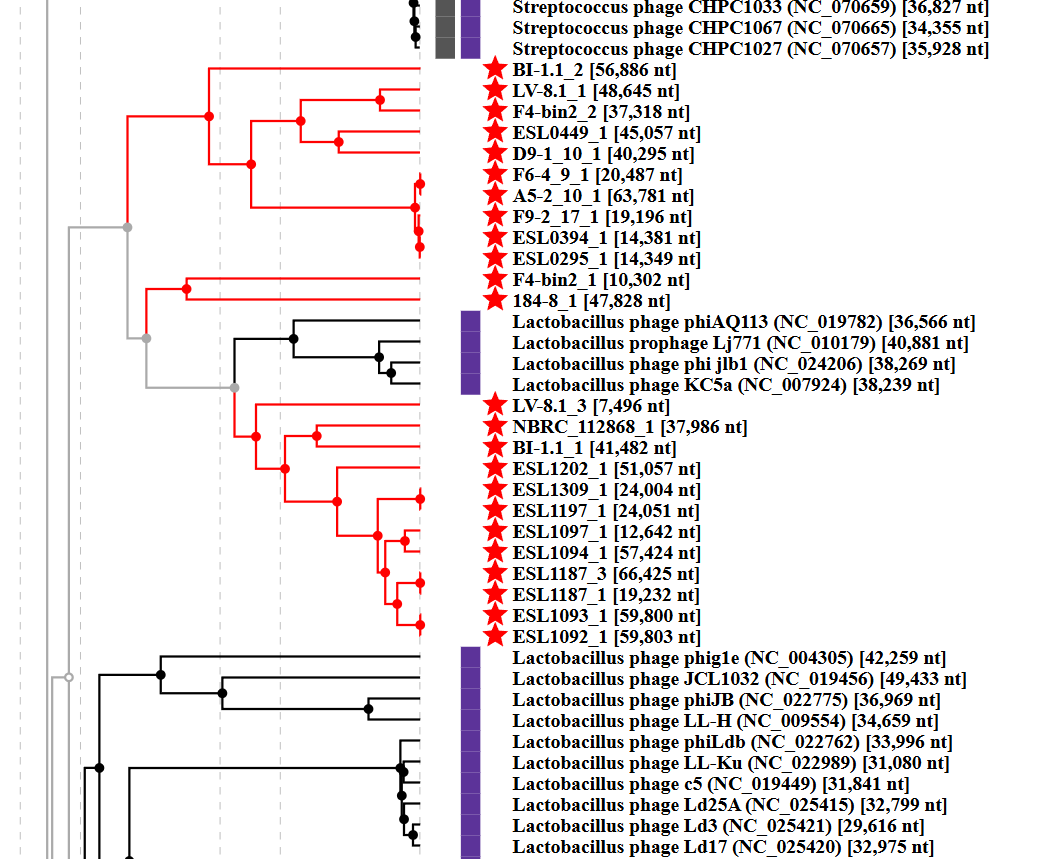 Streptococcus phage CHPC1033 (NC_070659) [36,827 nt]
Streptococcus phage CHPC1067 (NC_070665) [34,355 nt]
Streptococcus phage CHPC1027 (NC_070657) [35,928 nt]
BI-1.1_2 [56,886 nt]
LV-8.1_1 [48,645 nt]
F4-bin2_2 [37,318 nt]
ESL0449_1 [45,057 nt]
D9-1_10_1 [40,295 nt]
F6-4_9_1 [20,487 nt]
A5-2_10_1 [63,781 nt]
F9-2_17_1 [19,196 nt]
ESL0394_1 [14,381 nt]
ESL0295_1 [14,349 nt]
F4-bin2_1 [10,302 nt]
184-8_1 [47,828 nt]
Lactobacillus phage phiAQ113 (NC_019782) [36,566 nt]
Lactobacillus prophage Lj771 (NC_010179) [40,881 nt]
Lactobacillus phage phi jlb1 (NC_024206) [38,269 nt]
Lactobacillus phage KC5a (NC_007924) [38,239 nt]
LV-8.1_3 [7,496 nt]
NBRC_112868_1 [37,986 nt]
BI-1.1_1 [41,482 nt]
ESL1202_1 [51,057 nt]
ESL1309_1 [24,004 nt]
ESL1197_1 [24,051 nt]
ESL1097_1 [12,642 nt]
ESL1094_1 [57,424 nt]
ESL1187_3 [66,425 nt]
ESL1187_1 [19,232 nt]
ESL1093_1 [59,800 nt]
ESL1092_1 [59,803 nt]
Lactobacillus phage phig1e (NC_004305) [42,259 nt]
Lactobacillus phage JCL1032 (NC_019456) [49,433 nt]
Lactobacillus phage phiJB (NC_022775) [36,969 nt]
Lactobacillus phage LL-H (NC_009554) [34,659 nt]
Lactobacillus phage phiLdb (NC_022762) [33,996 nt]
Lactobacillus phage LL-Ku (NC_022989) [31,080 nt]
Lactobacillus phage c5 (NC_019449) [31,841 nt]
Lactobacillus phage Ld25A (NC_025415) [32,799 nt]
Lactobacillus phage Ld3 (NC_025421) [29,616 nt]
Lactobacillus phage Ld17 (NC_025420) [32,975 nt]